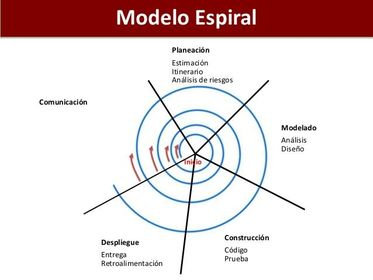 Modelo Espiral
Planeación
Estimación
Itinerario
Análisis de riesgos
Comunicación
Modelado
Análisis
Diseño
Inicio
Construcción
Código
Prueba
Despliegue
Entrega
Retroalimentación